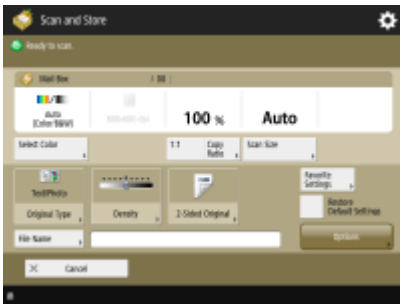 Scan and Store
Ready to scan.
Mail Box
/ 00 :
Auto
(Color/B&W)
100 %
Auto
Select Color
1:1
Copy
Ratio
Scan Size
Text/Photo
Original Type
Density
2-Sided Original
Favorite
Settings
Restore
Default Settings
File Name
Options
× Cancel